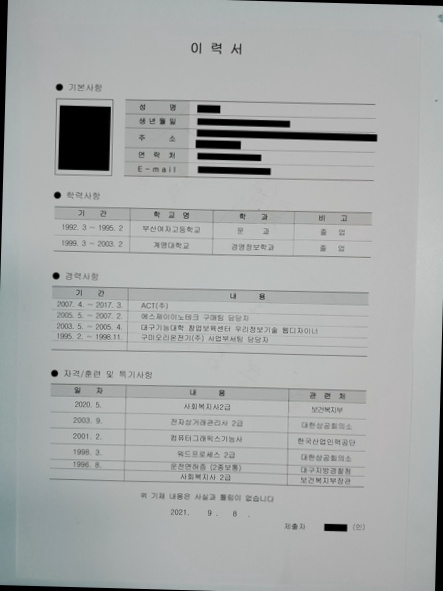 이 력 서
● 기본사항
성 명
생년월일
주 소
연 락 처
E-mail
● 학력사항
기 간 학 교 명 학 과 비 고
1992. 3 ~ 1995. 2 부산여자고등학교 문 과 졸 업
1999. 3 ~ 2003. 2 계명대학교 경영정보학과 졸 업
● 경력사항
기 간 내 용
2007. 4. ~ 2017. 3. ACT(주)
2005. 5. ~ 2007. 2. 에스제이이노테크 구매팀 담당자
2003. 5. ~ 2005. 4. 대구기능대학 창업보육센터 우리정보기술 웹디자이너
1995. 2 ~ 1998.11. 구미오리온전기(주) 사업부서팀 담당자
● 자격/훈련 및 특기사항
일 자 내 용 관 련 처
2020. 5. 사회복지사2급 보건복지부
2003. 9. 전자상거래관리사 2급 대한상공회의소
2001. 2. 컴퓨터그래픽스기능사 한국산업인력공단
1998. 3. 워드프로세스 2급 대한상공회의소
1996. 8. 운전면허증 (2종보통) 대구지방경찰청
사회복지사 2급 보건복지부장관
위 기재 내용은 사실과 틀림이 없습니다
2021. 9 . 8 .
제출자 (인)